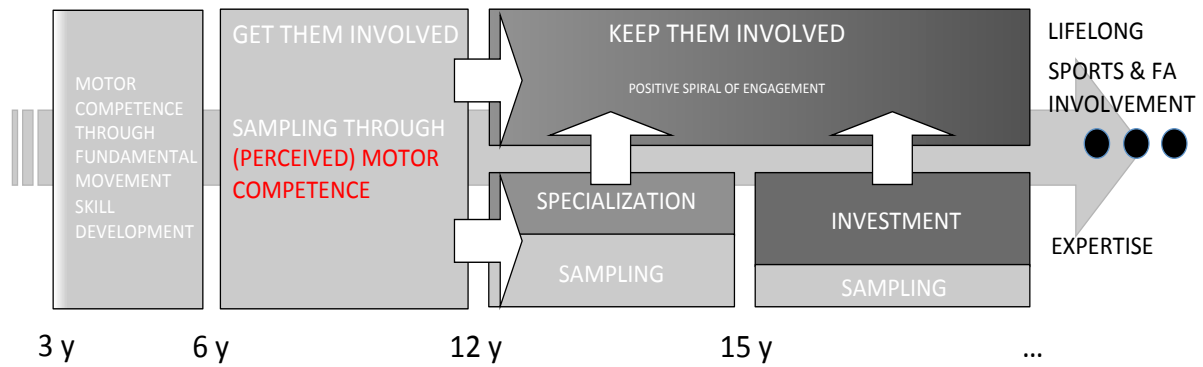 MOTOR
COMPETENCE
THROUGH
FUNDAMENTAL
MOVEMENT
SKILL
DEVELOPMENT
GET THEM INVOLVED
SAMPLING THROUGH
(PERCEIVED) MOTOR
COMPETENCE
KEEP THEM INVOLVED
POSITIVE SPIRAL OF ENGAGEMENT
SPECIALIZATION
SAMPLING
INVESTMENT
SAMPLING
LIFELONG
SPORTS & FA
INVOLVEMENT
EXPERTISE
3 y
6 y
12 y
15 y
...